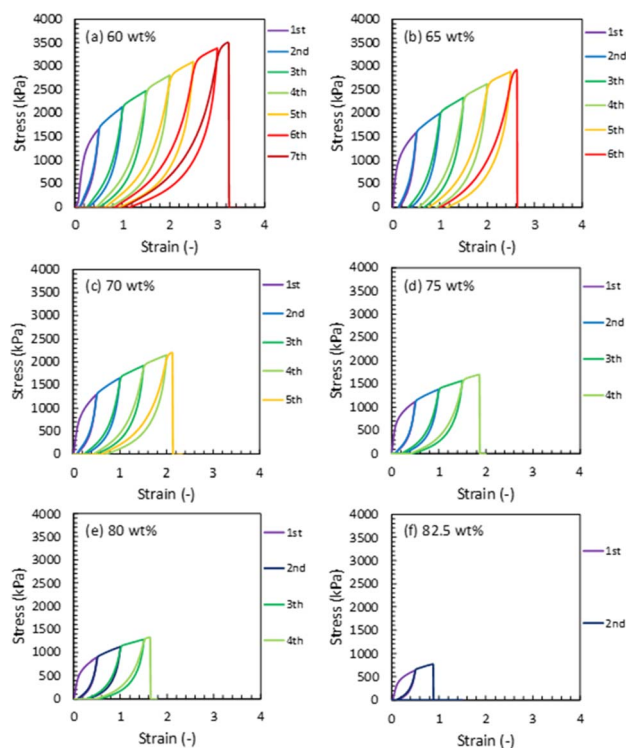 (a) 60 wt%
4000
3500
3000
2500
2000
1500
1000
500
0
Stress (kPa)
0 1 2 3 4
Strain (-)
1st
2nd
3th
4th
5th
6th
7th
(b) 65 wt%
4000
3500
3000
2500
2000
1500
1000
500
0
Stress (kPa)
0 1 2 3 4
Strain (-)
1st
2nd
3th
4th
5th
6th
(c) 70 wt%
4000
3500
3000
2500
2000
1500
1000
500
0
Stress (kPa)
0 1 2 3 4
Strain (-)
1st
2nd
3th
4th
5th
(d) 75 wt%
4000
3500
3000
2500
2000
1500
1000
500
0
Stress (kPa)
0 1 2 3 4
Strain (-)
1st
2nd
3th
4th
(e) 80 wt%
4000
3500
3000
2500
2000
1500
1000
500
0
Stress (kPa)
0 1 2 3 4
Strain (-)
1st
2nd
3th
4th
(f) 82.5 wt%
4000
3500
3000
2500
2000
1500
1000
500
0
Stress (kPa)
0 1 2 3 4
Strain (-)
1st
2nd